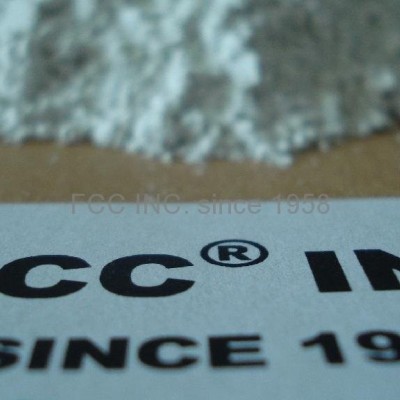 FCC INC. since 1958
CC® IN
SINCE 19